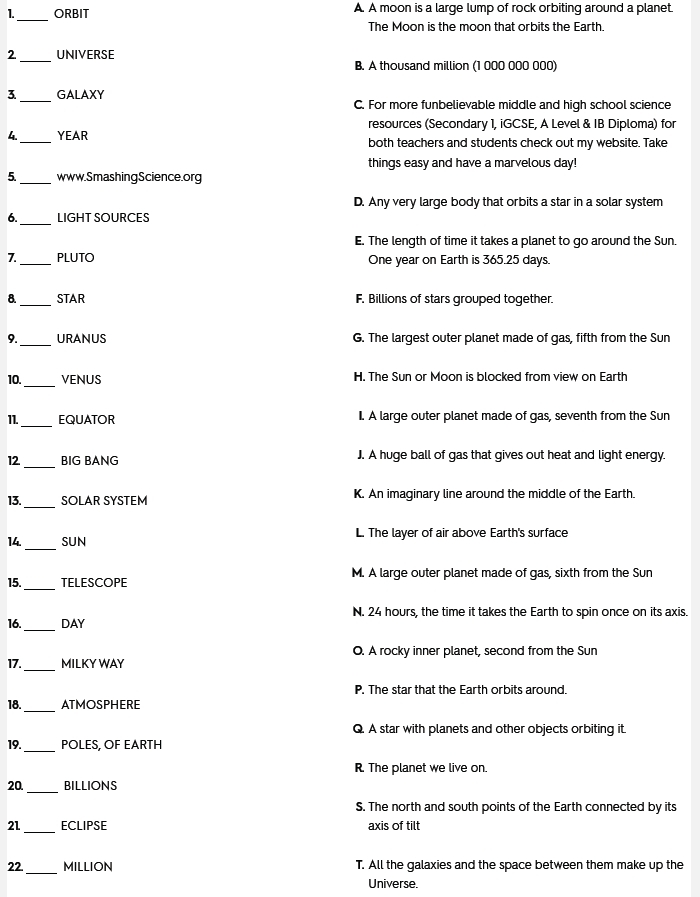 1. _____ ORBIT
2. _____ UNIVERSE
3. _____ GALAXY
4. _____ YEAR
5. _____ www.SmashingScience.org
6. _____ LIGHT SOURCES
7. _____ PLUTO
8. _____ STAR
9. _____ URANUS
10. _____ VENUS
11. _____ EQUATOR
12. _____ BIG BANG
13. _____ SOLAR SYSTEM
14. _____ SUN
15. _____ TELESCOPE
16. _____ DAY
17. _____ MILKY WAY
18. _____ ATMOSPHERE
19. _____ POLES, OF EARTH
20. _____ BILLIONS
21. _____ ECLIPSE
22. _____ MILLION
A. A moon is a large lump of rock orbiting around a planet.
The Moon is the moon that orbits the Earth.
B. A thousand million (1 000 000 000)
C. For more funbelievable middle and high school science
resources (Secondary 1, iGCSE, A Level & IB Diploma) for
both teachers and students check out my website. Take
things easy and have a marvelous day!
D. Any very large body that orbits a star in a solar system
E. The length of time it takes a planet to go around the Sun.
One year on Earth is 365.25 days.
F. Billions of stars grouped together.
G. The largest outer planet made of gas, fifth from the Sun
H. The Sun or Moon is blocked from view on Earth
I. A large outer planet made of gas, seventh from the Sun
J. A huge ball of gas that gives out heat and light energy.
K. An imaginary line around the middle of the Earth.
L. The layer of air above Earth's surface
M. A large outer planet made of gas, sixth from the Sun
N. 24 hours, the time it takes the Earth to spin once on its axis.
O. A rocky inner planet, second from the Sun
P. The star that the Earth orbits around.
Q. A star with planets and other objects orbiting it.
R. The planet we live on.
S. The north and south points of the Earth connected by its
axis of tilt
T. All the galaxies and the space between them make up the
Universe.